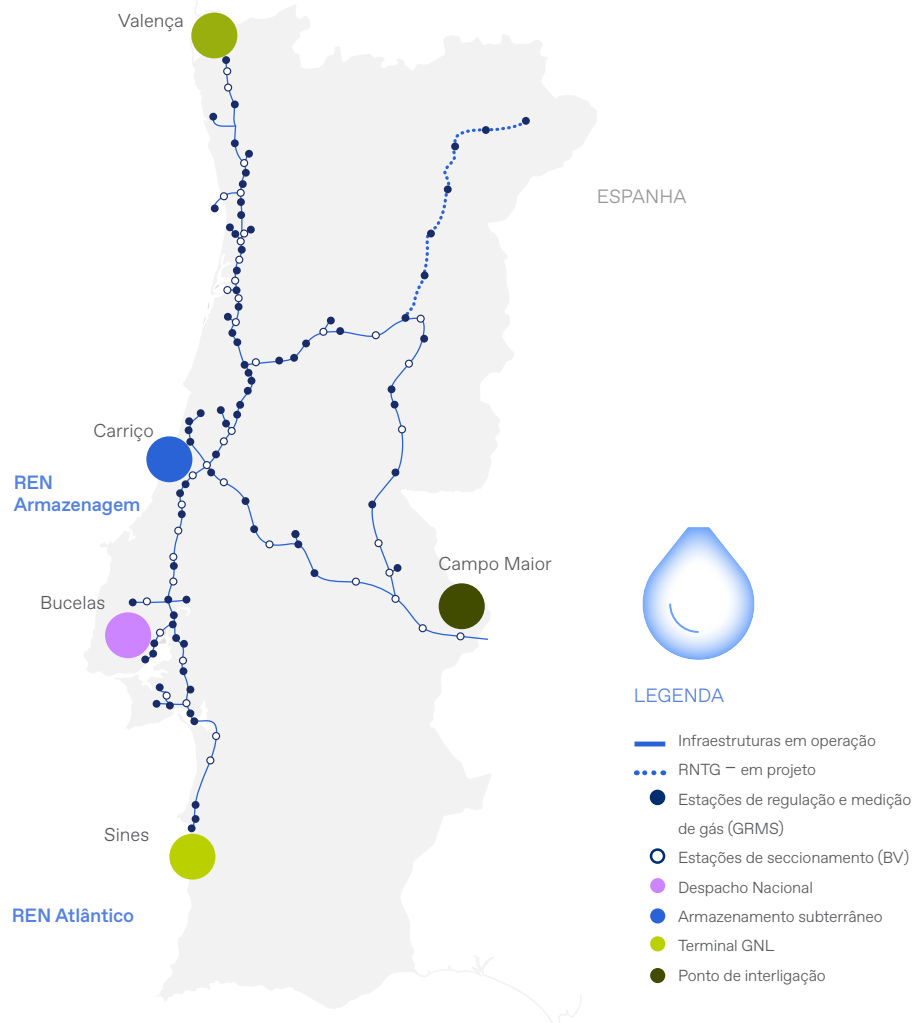 Valença
ESPANHA
Carriço
REN
Armazenagem
Campo Maior
Bucelas
LEGENDA
Infraestruturas em operação
RNTG – em projeto
Estações de regulação e medição
de gás (GRMS)
Sines
Estações de seccionamento (BV)
Despacho Nacional
REN Atlântico
Armazenamento subterrâneo
Terminal GNL
Ponto de interligação